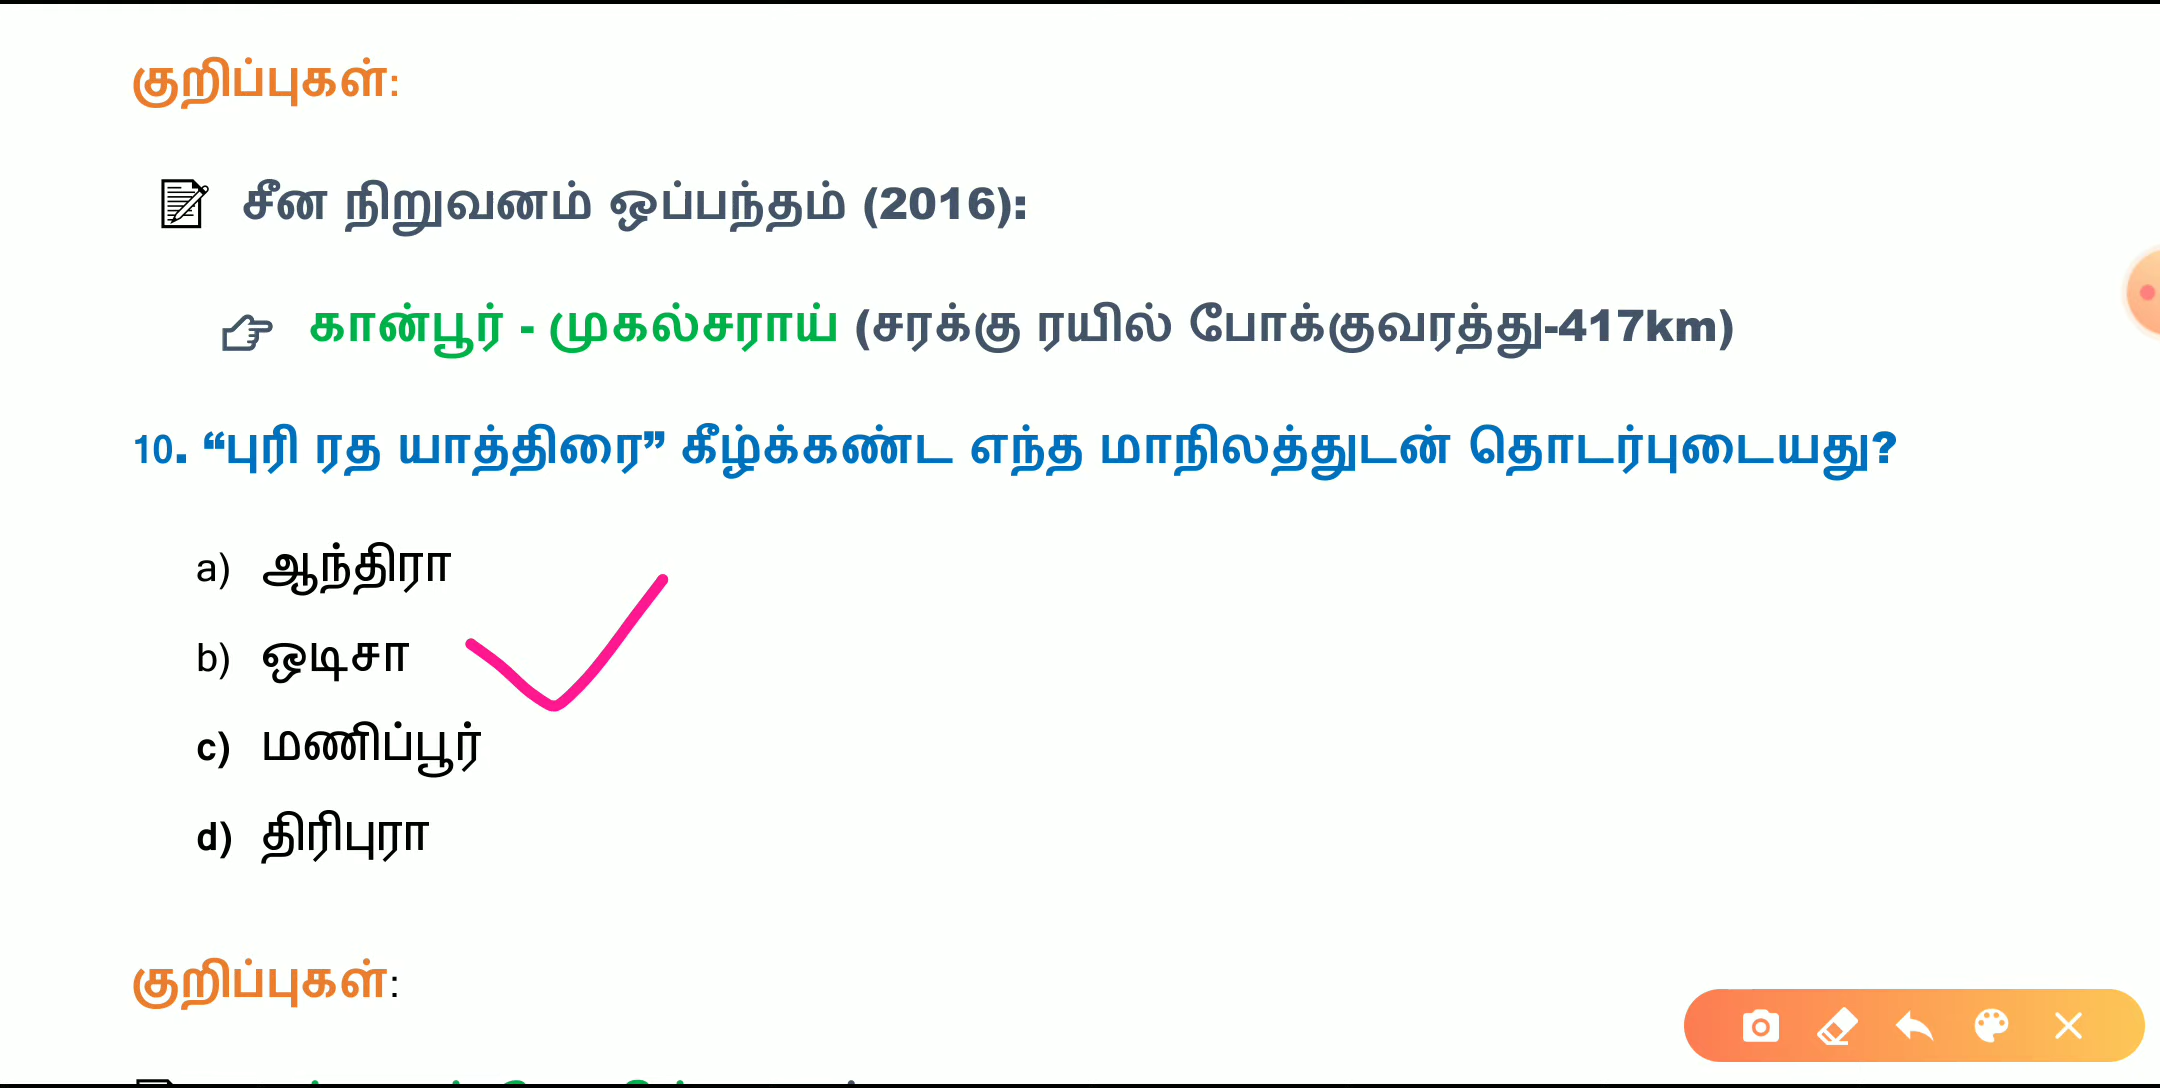 குறிப்புகள்:
சீன நிறுவனம் ஒப்பந்தம் (2016):
கான்பூர் - முகல்சராய் (சரக்கு ரயில் போக்குவரத்து-417km)
10. “புரி ரத யாத்திரை” கீழ்க்கண்ட எந்த மாநிலத்துடன் தொடர்புடையது?
a) ஆந்திரா
b) ஒடிசா
c) மணிப்பூர்
d) திரிபுரா
குறிப்புகள்: